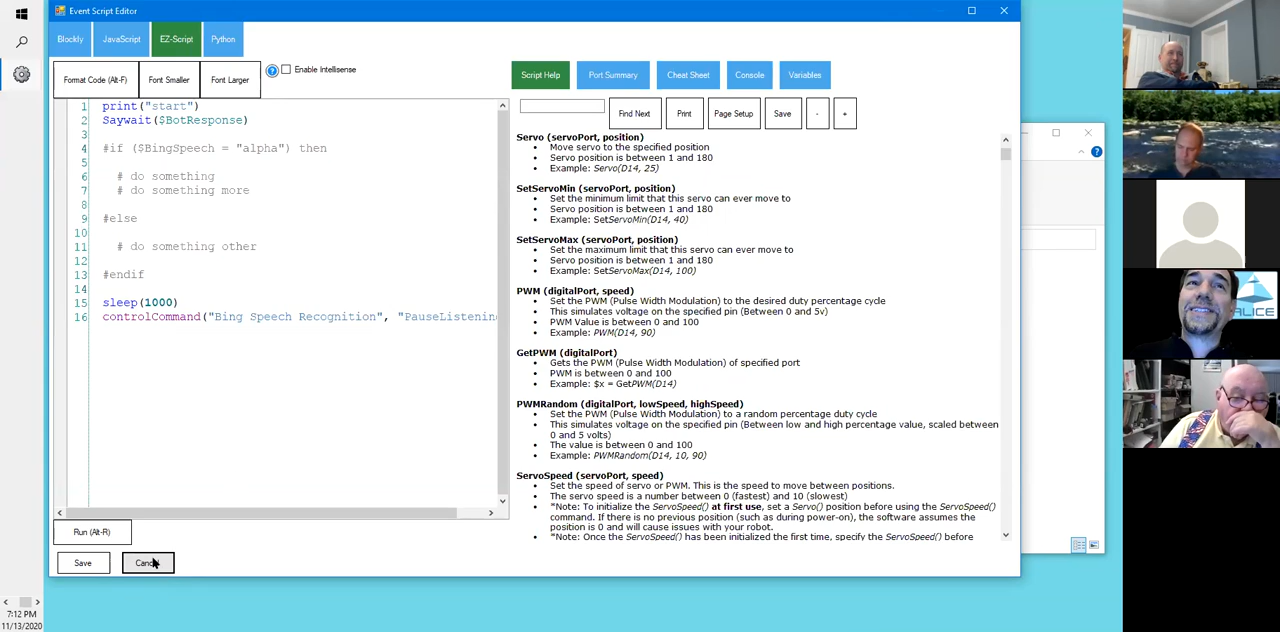 Event Script Editor
Blockly
JavaScript
EZ-Script
Python
Format Code (Alt-F)
Font Smaller
Font Larger
Enable Intellisense
Script Help
Port Summary
Cheat Sheet
Console
Variables
Find Next
Print
Page Setup
Save
-
+
1 print("start")
2 Saywait($BotResponse)
3
4 #if ($BingSpeech = "alpha") then
5
6 # do something
7 # do something more
8
9 #else
10
11 # do something other
12
13 #endif
14
15 sleep(1000)
16 controlCommand("Bing Speech Recognition", "PauseListenin
Servo (servoPort, position)
• Move servo to the specified position
• Servo position is between 1 and 180
• Example: Servo(D14, 25)
SetServoMin (servoPort, position)
• Set the minimum limit that this servo can ever move to
• Servo position is between 1 and 180
• Example: SetServoMin(D14, 40)
SetServoMax (servoPort, position)
• Set the maximum limit that this servo can ever move to
• Servo position is between 1 and 180
• Example: SetServoMax(D14, 100)
PWM (digitalPort, speed)
• Set the PWM (Pulse Width Modulation) to the desired duty percentage cycle
• This simulates voltage on the specified pin (Between 0 and 5v)
• PWM Value is between 0 and 100
• Example: PWM(D14, 90)
GetPWM (digitalPort)
• Gets the PWM (Pulse Width Modulation) of specified port
• PWM is between 0 and 100
• Example: $x = GetPWM(D14)
PWMRandom (digitalPort, lowSpeed, highSpeed)
• Set the PWM (Pulse Width Modulation) to a random percentage duty cycle
• This simulates voltage on the specified pin (Between low and high percentage value, scaled between
0 and 5 volts)
• The value is between 0 and 100
• Example: PWMRandom(D14, 10, 90)
ServoSpeed (servoPort, speed)
• Set the speed of servo or PWM. This is the speed to move between positions.
• The servo speed is a number between 0 (fastest) and 10 (slowest)
• *Note: To initialize the ServoSpeed() at first use, set a Servo() position before using the ServoSpeed()
command. If there is no previous position (such as during power-on), the software assumes the
position is 0 and will cause issues with your robot.
• *Note: Once the ServoSpeed() has been initialized the first time, specify the ServoSpeed() before
Run (Alt-R)
Save
Cancel
7:12 PM
11/13/2020
ALICE